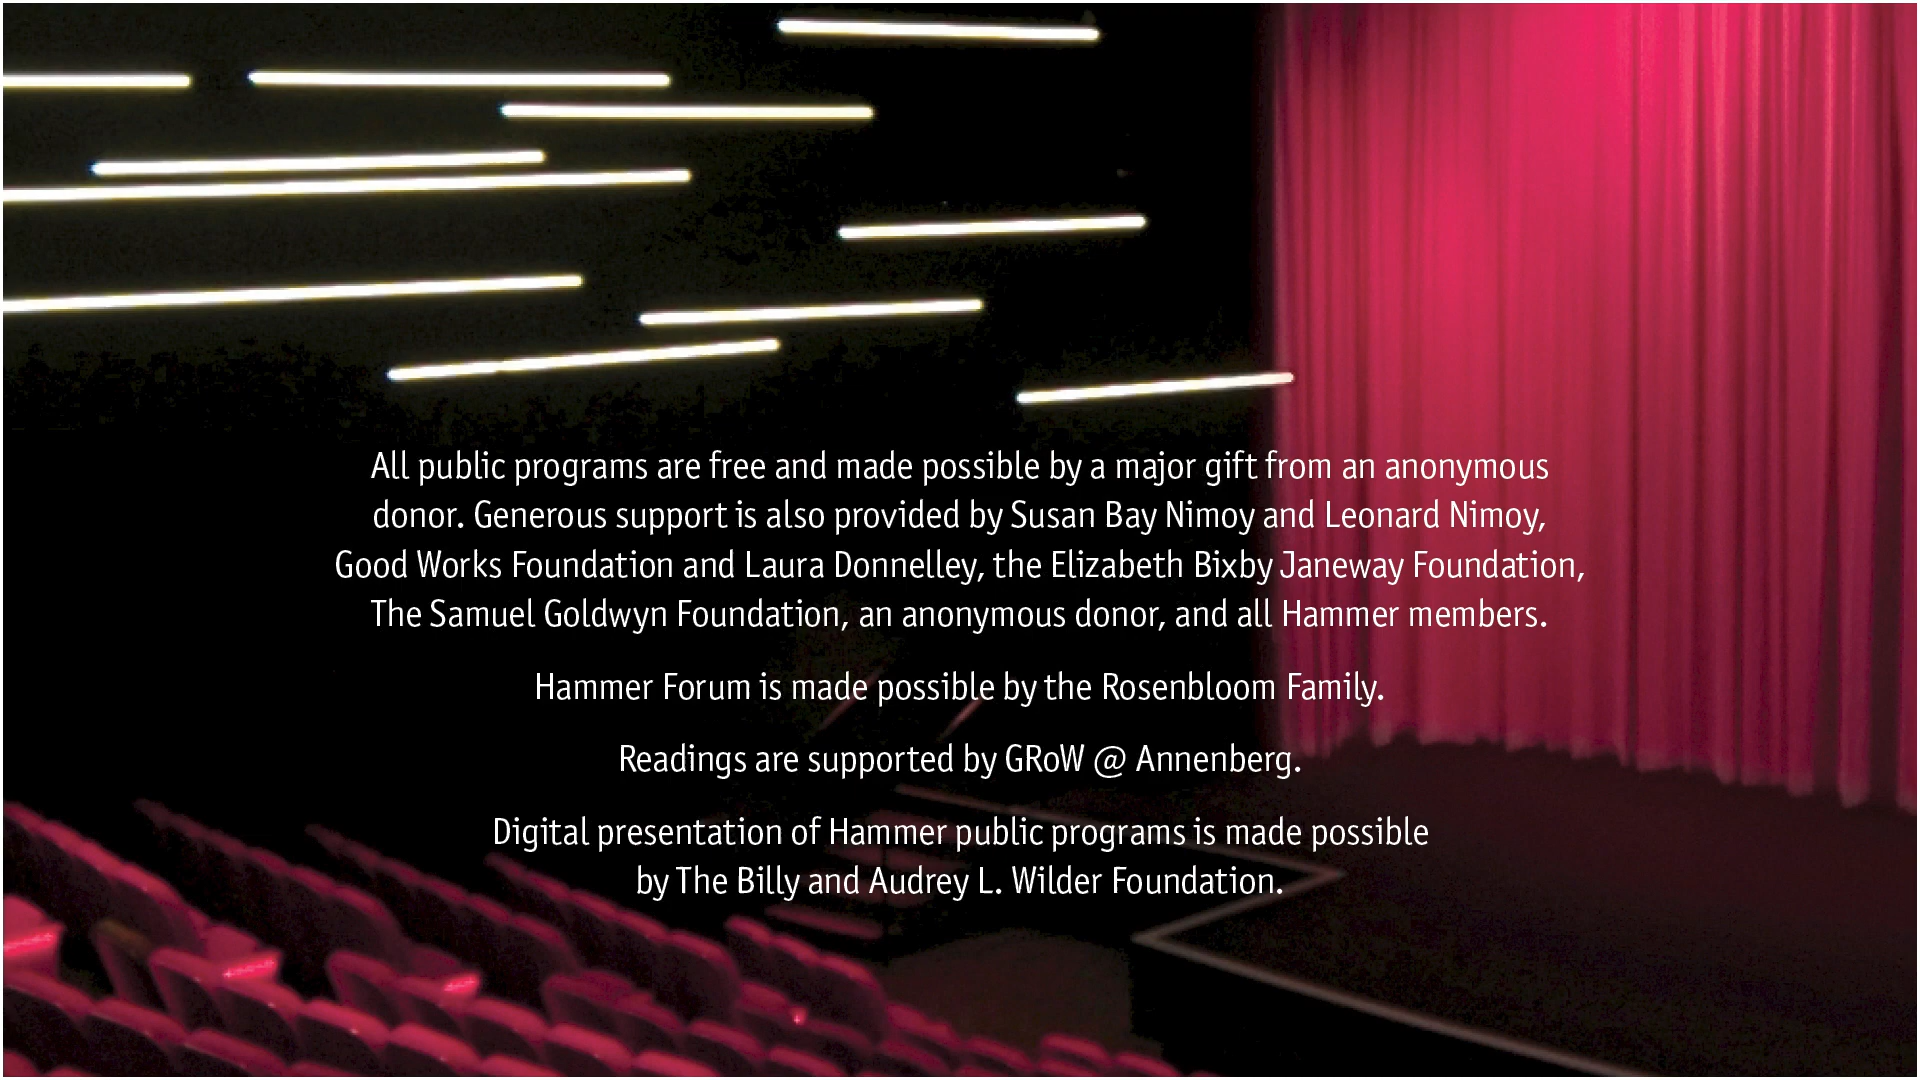 All public programs are free and made possible by a major gift from an anonymous
donor. Generous support is also provided by Susan Bay Nimoy and Leonard Nimoy,
Good Works Foundation and Laura Donnelley, the Elizabeth Bixby Janeway Foundation,
The Samuel Goldwyn Foundation, an anonymous donor, and all Hammer members.
Hammer Forum is made possible by the Rosenbloom Family.
Readings are supported by GRoW @ Annenberg.
Digital presentation of Hammer public programs is made possible
by The Billy and Audrey L. Wilder Foundation.